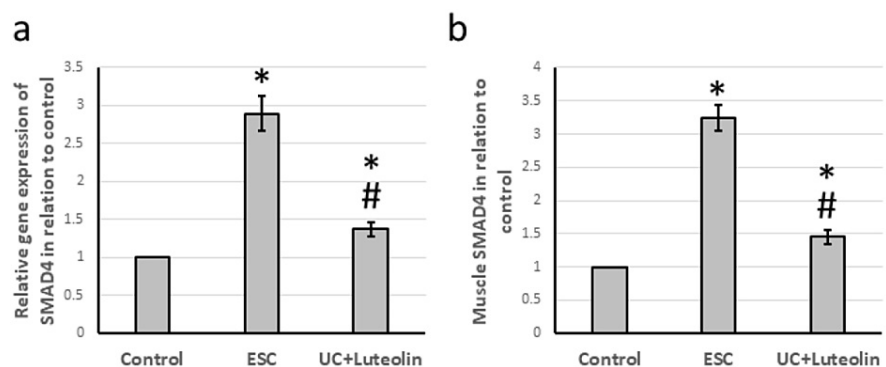 a
Relative gene expression of
SMAD4 in relation to control
3.5
3
2.5
2
1.5
1
0.5
0
*
*
#
Control ESC UC+Luteolin
b
Muscle SMAD4 in relation to
control
4
3.5
3
2.5
2
1.5
1
0.5
0
*
*
#
Control ESC UC+Luteolin